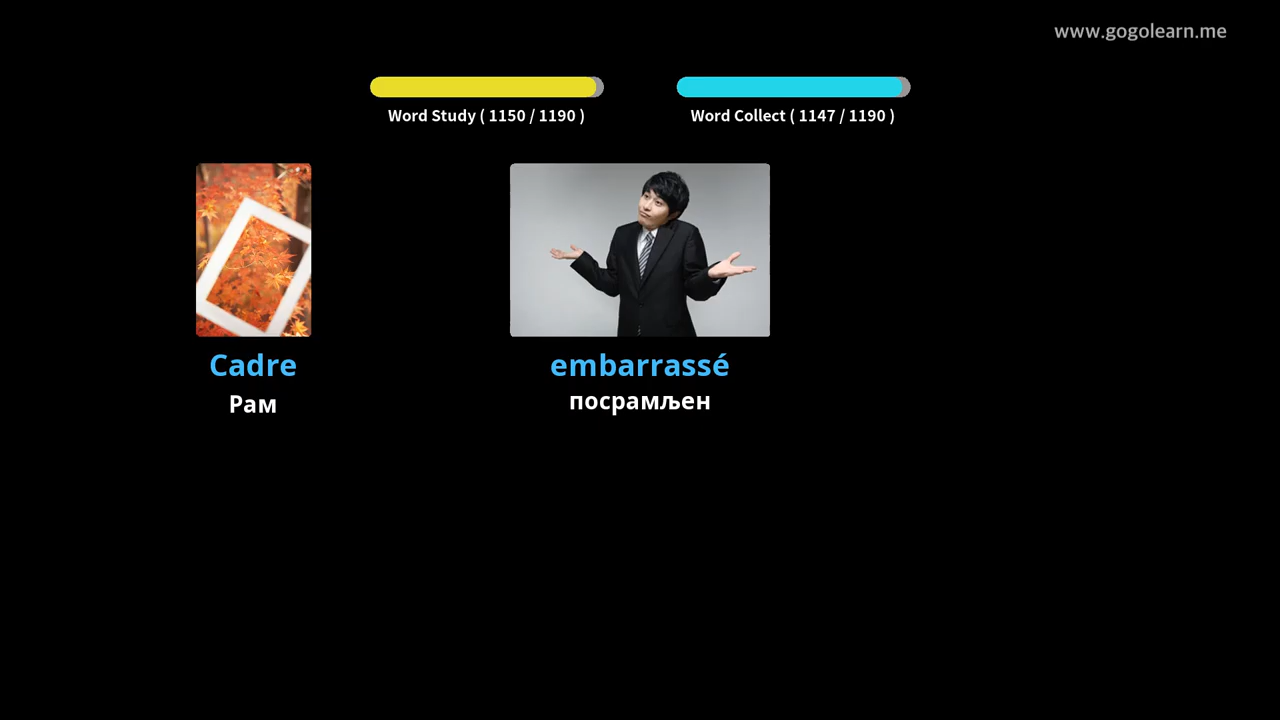 www.gogolearn.me
Word Study ( 1150 / 1190 )
Word Collect ( 1147 / 1190 )
Cadre
Рам
embarrassé
посрамљен